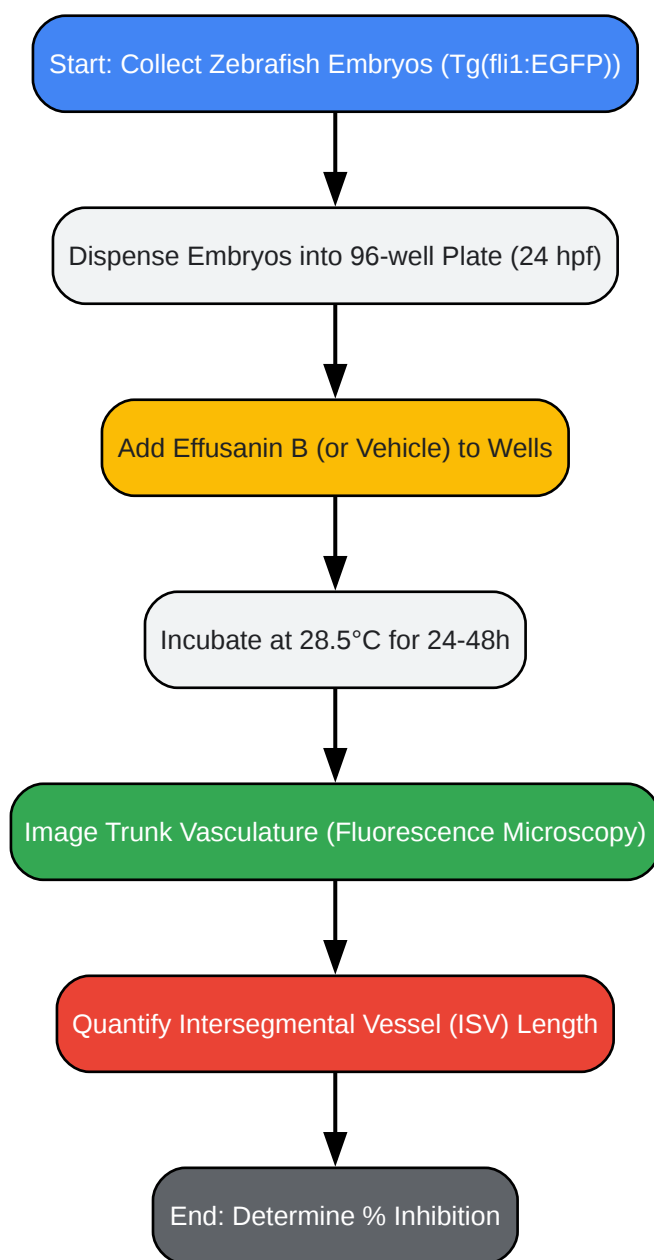 Start: Collect Zebrafish Embryos (Tg(fli1:EGFP))
Dispense Embryos into 96-well Plate (24 hpf)
Add Effusanin B (or Vehicle) to Wells
Incubate at 28.5°C for 24-48h
Image Trunk Vasculature (Fluorescence Microscopy)
Quantify Intersegmental Vessel (ISV) Length
End: Determine % Inhibition